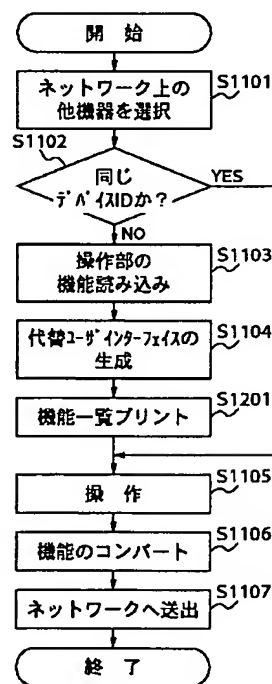 開 始
ネットワーク上の
他機器を選択
S1101
S1102
同じ
デバイスIDか?
YES
NO
操作部の
機能読み込み
S1103
代替ユーザインターフェイスの
生成
S1104
機能一覧プリント
S1201
操 作
S1105
機能のコンバート
S1106
ネットワークへ送出
S1107
終 了